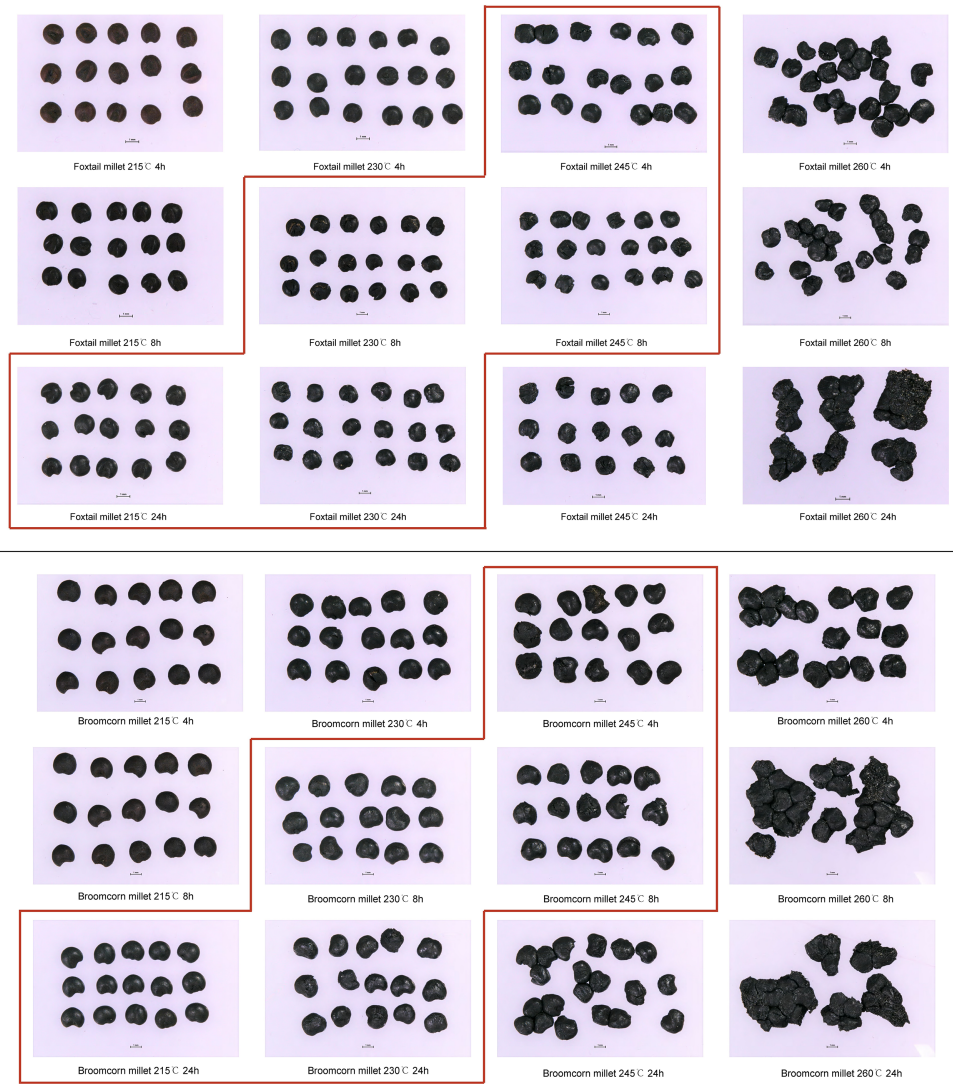 Foxtail millet 215℃ 4h
Foxtail millet 230℃ 4h
Foxtail millet 245℃ 4h
Foxtail millet 260℃ 4h
Foxtail millet 215℃ 8h
Foxtail millet 230℃ 8h
Foxtail millet 245℃ 8h
Foxtail millet 260℃ 8h
Foxtail millet 215℃ 24h
Foxtail millet 230℃ 24h
Foxtail millet 245℃ 24h
Foxtail millet 260℃ 24h
Broomcorn millet 215℃ 4h
Broomcorn millet 230℃ 4h
Broomcorn millet 245℃ 4h
Broomcorn millet 260℃ 4h
Broomcorn millet 215℃ 8h
Broomcorn millet 230℃ 8h
Broomcorn millet 245℃ 8h
Broomcorn millet 260℃ 8h
Broomcorn millet 215℃ 24h
Broomcorn millet 230℃ 24h
Broomcorn millet 245℃ 24h
Broomcorn millet 260℃ 24h